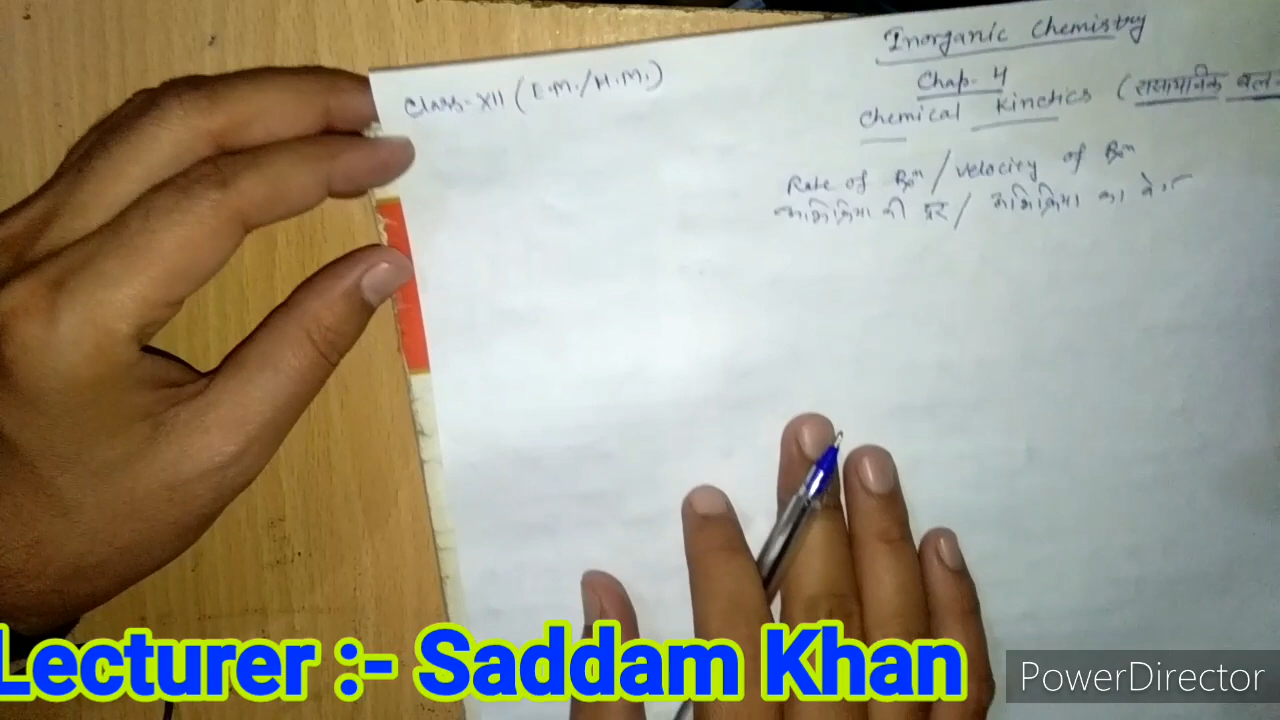 Inorganic Chemistry
Class-XII (E.M./H.M.)
Chap-4
Chemical Kinetics (रासायनिक बल
Rate of Rxn / Velocity of Rxn
अभिक्रिया की दर / अभिक्रिया का वेग
Lecturer :- Saddam Khan
PowerDirector